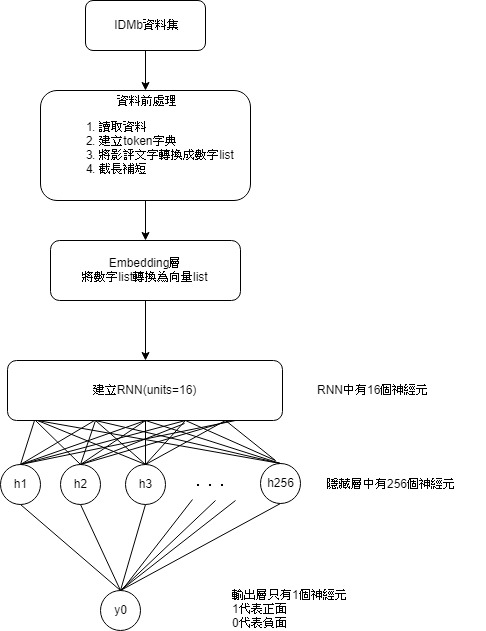 IDMb資料集
資料前處理
1. 讀取資料
2. 建立token字典
3. 將影評文字轉換成數字list
4. 截長補短
Embedding層
將數字list轉換為向量list
建立RNN(units=16)
RNN中有16個神經元
h1
h2
h3
. . .
h256
隱藏層中有256個神經元
y0
輸出層只有1個神經元
1代表正面
0代表負面